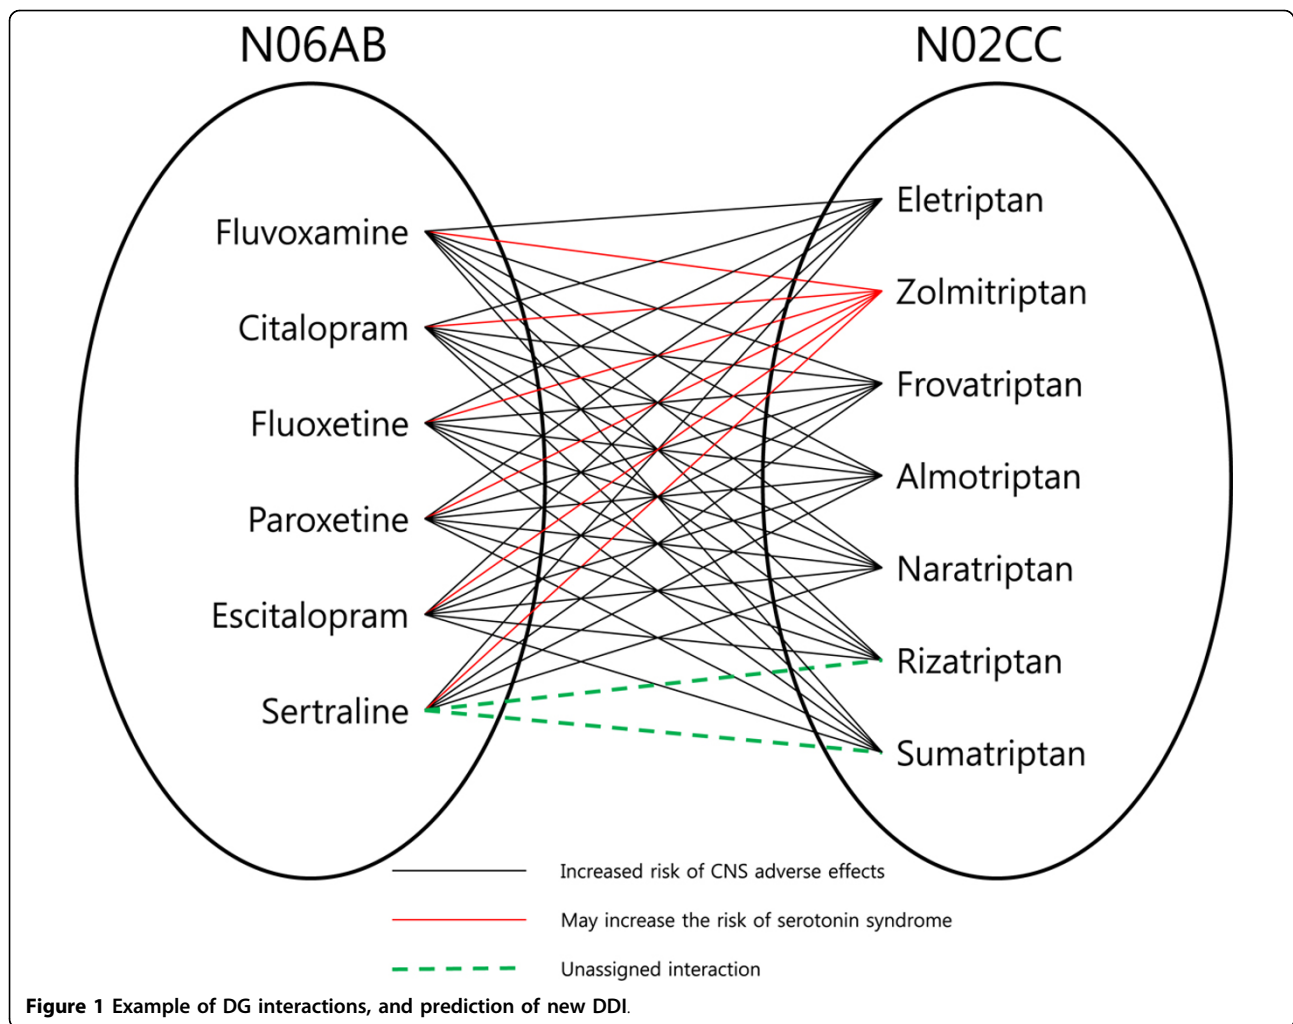 N06AB
N02CC
Fluvoxamine
Citalopram
Fluoxetine
Paroxetine
Escitalopram
Sertraline
Eletriptan
Zolmitriptan
Frovatriptan
Almotriptan
Naratriptan
Rizatriptan
Sumatriptan
Increased risk of CNS adverse effects
May increase the risk of serotonin syndrome
Unassigned interaction
Figure 1 Example of DG interactions, and prediction of new DDI.